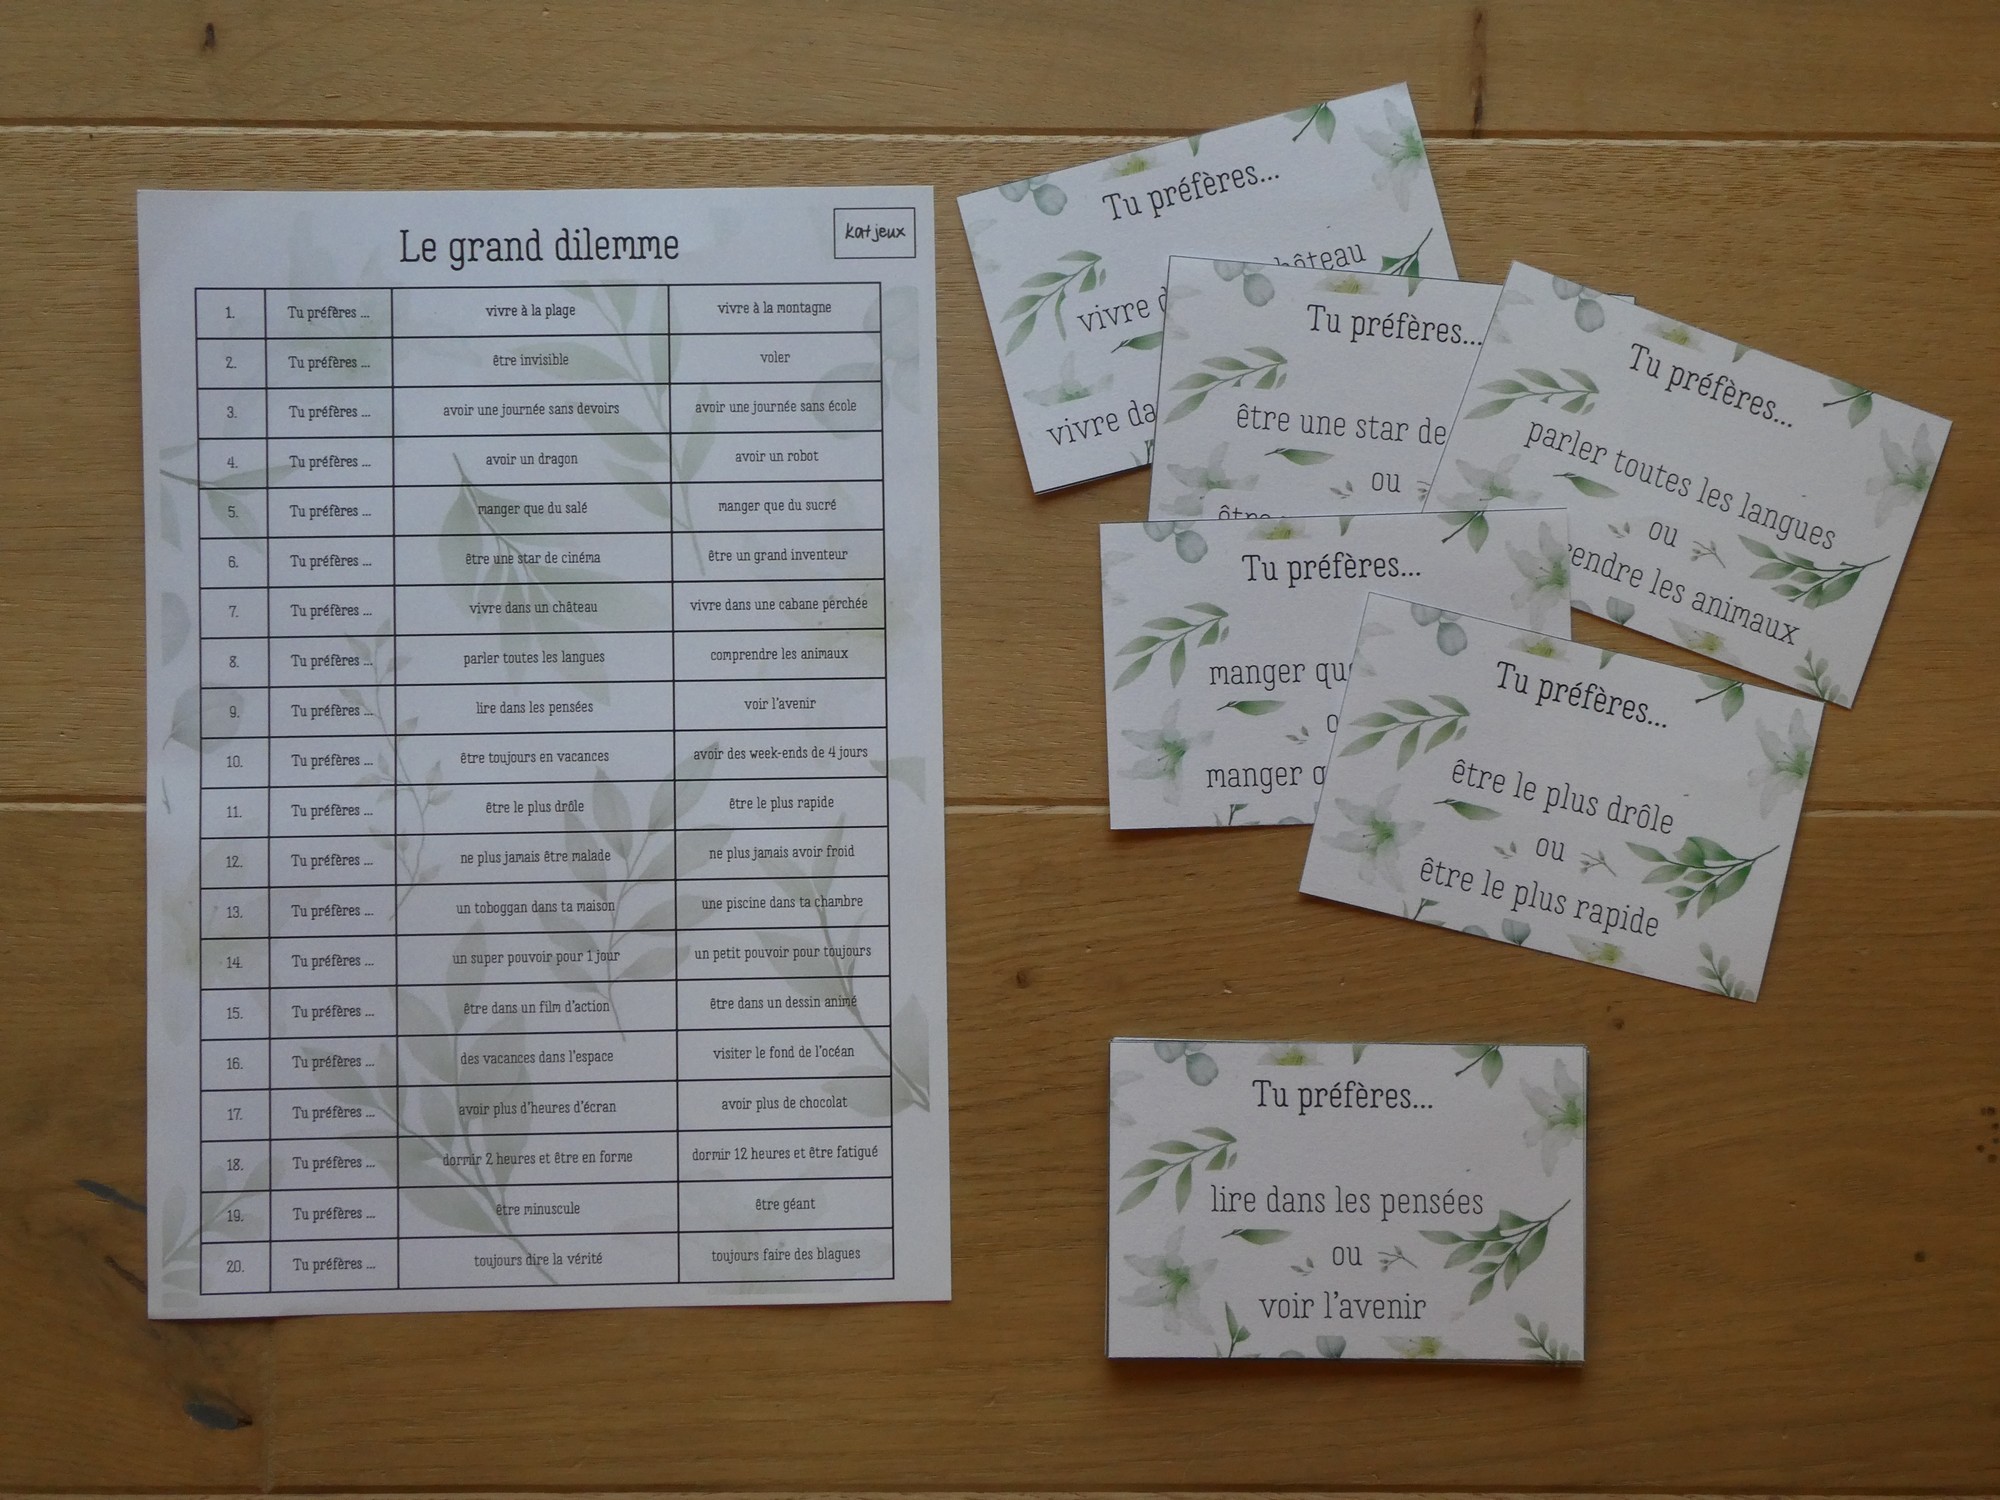 Le grand dilemme
katjeux
1. Tu préfères ... vivre à la plage vivre à la montagne
2. Tu préfères ... être invisible voler
3. Tu préfères ... avoir une journée sans devoirs avoir une journée sans école
4. Tu préfères ... avoir un dragon avoir un robot
5. Tu préfères ... manger que du salé manger que du sucré
6. Tu préfères ... être une star de cinéma être un grand inventeur
7. Tu préfères ... vivre dans un château vivre dans une cabane perchée
8. Tu préfères ... parler toutes les langues comprendre les animaux
9. Tu préfères ... lire dans les pensées voir l'avenir
10. Tu préfères ... être toujours en vacances avoir des week-ends de 4 jours
11. Tu préfères ... être le plus drôle être le plus rapide
12. Tu préfères ... ne plus jamais être malade ne plus jamais avoir froid
13. Tu préfères ... un toboggan dans ta maison une piscine dans ta chambre
14. Tu préfères ... un super pouvoir pour 1 jour un petit pouvoir pour toujours
15. Tu préfères ... être dans un film d'action être dans un dessin animé
16. Tu préfères ... des vacances dans l'espace visiter le fond de l'océan
17. Tu préfères ... avoir plus d'heures d'écran avoir plus de chocolat
18. Tu préfères ... dormir 2 heures et être en forme dormir 12 heures et être fatigué
19. Tu préfères ... être minuscule être géant
20. Tu préfères ... toujours dire la vérité toujours faire des blagues
Tu préfères...
vivre d hâteau
vivre da
Tu préfères...
être une star de
ou
être
Tu préfères...
parler toutes les langues
ou
rendre les animaux
Tu préfères...
manger que
o
manger q
Tu préfères...
être le plus drôle
ou
être le plus rapide
Tu préfères...
lire dans les pensées
ou
voir l'avenir